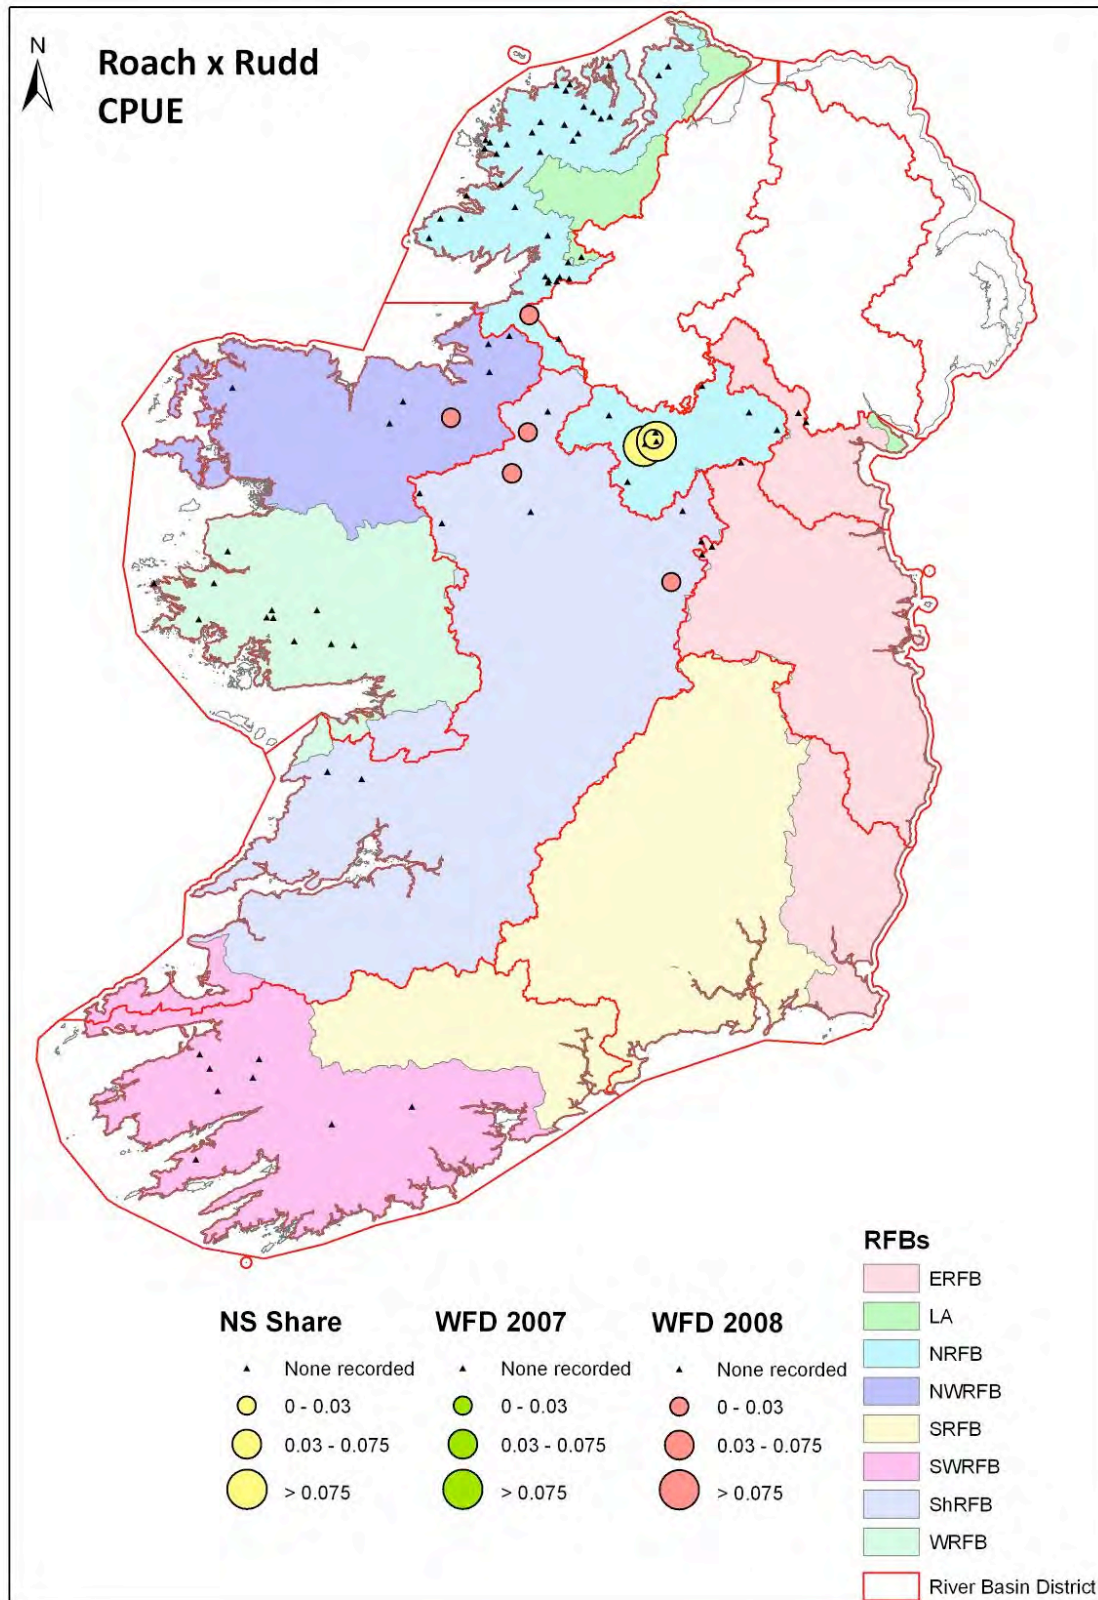 N
Roach x Rudd
CPUE
NS Share
None recorded
0 - 0.03
0.03 - 0.075
> 0.075
WFD 2007
None recorded
0 - 0.03
0.03 - 0.075
> 0.075
WFD 2008
None recorded
0 - 0.03
0.03 - 0.075
> 0.075
RFBs
ERFB
LA
NRFB
NWRFB
SRFB
SWRFB
ShRFB
WRFB
River Basin District